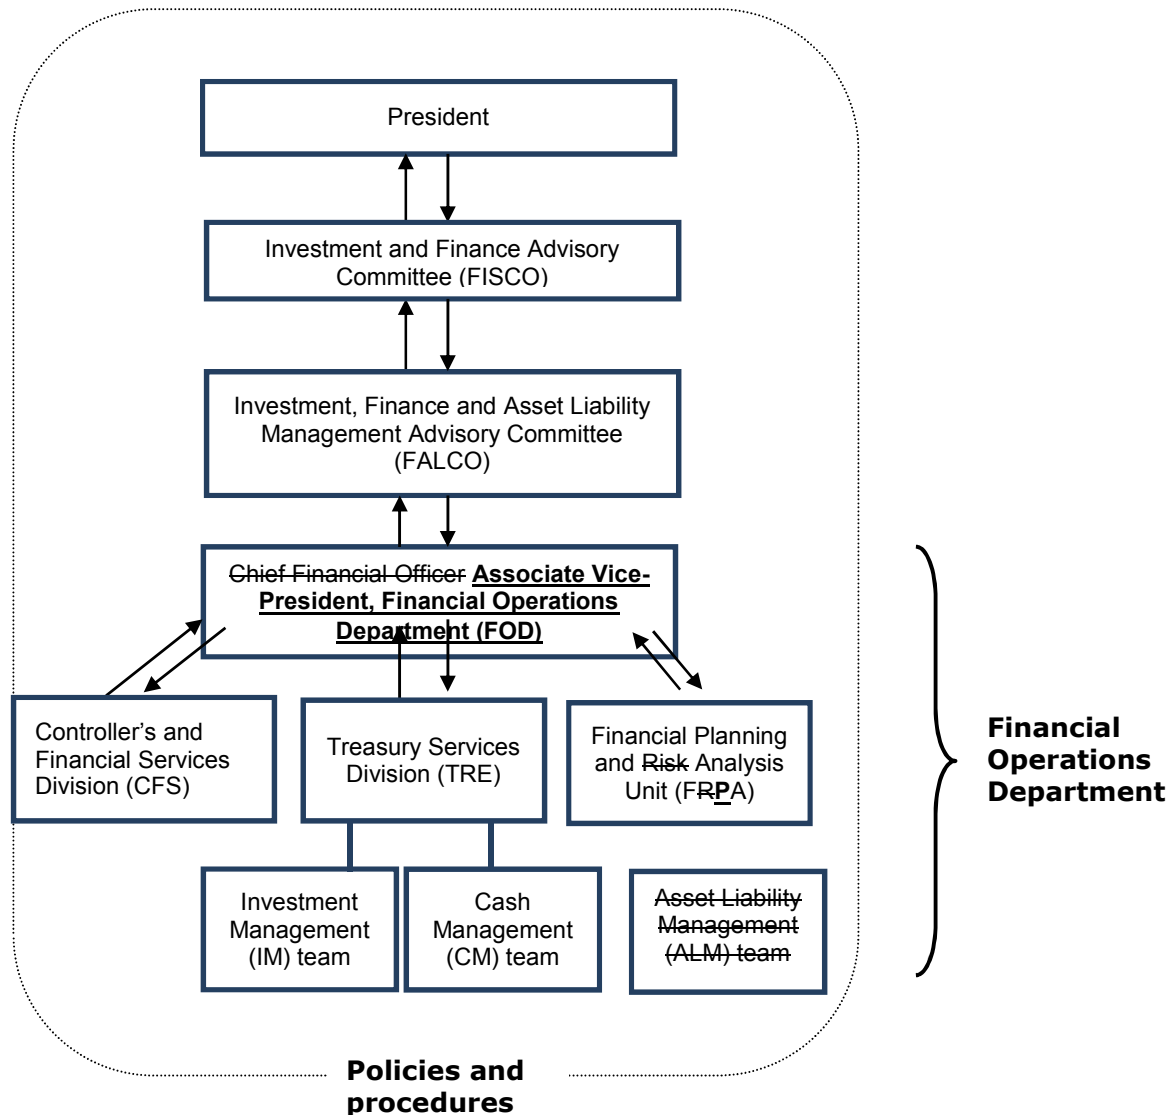 President
Investment and Finance Advisory
Committee (FISCO)
Investment, Finance and Asset Liability
Management Advisory Committee
(FALCO)
Chief Financial Officer Associate Vice-
President, Financial Operations
Department (FOD)
Controller’s and
Financial Services
Division (CFS)
Treasury Services
Division (TRE)
Financial Planning
and Risk Analysis
Unit (FRPA)
Financial
Operations
Department
Investment
Management
(IM) team
Cash
Management
(CM) team
Asset Liability
Management
(ALM) team
Policies and
procedures